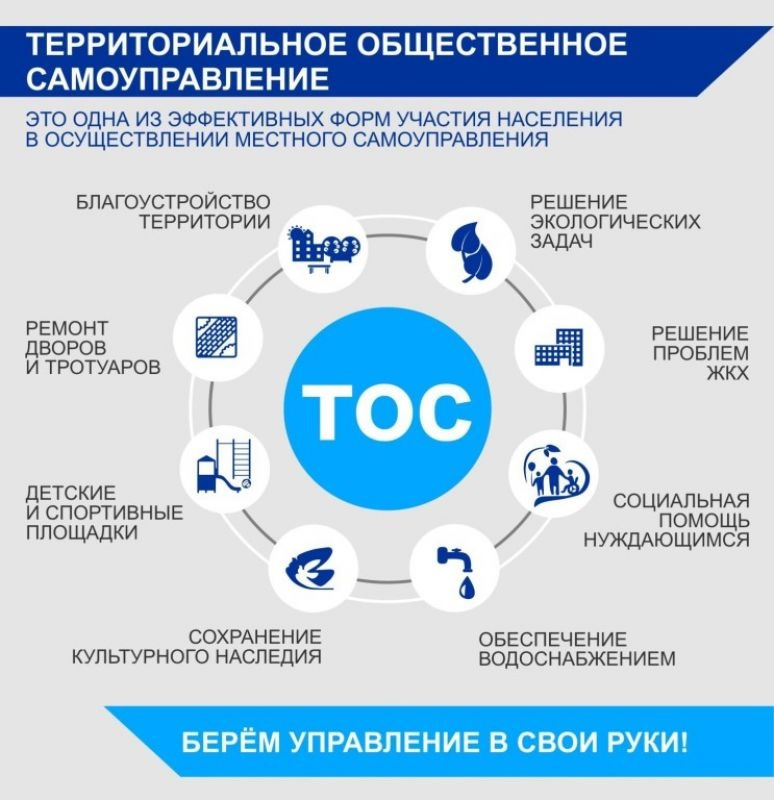 ТЕРРИТОРИАЛЬНОЕ ОБЩЕСТВЕННОЕ
САМОУПРАВЛЕНИЕ
ЭТО ОДНА ИЗ ЭФФЕКТИВНЫХ ФОРМ УЧАСТИЯ НАСЕЛЕНИЯ
В ОСУЩЕСТВЛЕНИИ МЕСТНОГО САМОУПРАВЛЕНИЯ
БЛАГОУСТРОЙСТВО
ТЕРРИТОРИИ
РЕШЕНИЕ
ЭКОЛОГИЧЕСКИХ
ЗАДАЧ
РЕМОНТ
ДВОРОВ
И ТРОТУАРОВ
РЕШЕНИЕ
ПРОБЛЕМ
ЖКХ
ТОС
ДЕТСКИЕ
И СПОРТИВНЫЕ
ПЛОЩАДКИ
СОЦИАЛЬНАЯ
ПОМОЩЬ
НУЖДАЮЩИМСЯ
СОХРАНЕНИЕ
КУЛЬТУРНОГО НАСЛЕДИЯ
ОБЕСПЕЧЕНИЕ
ВОДОСНАБЖЕНИЕМ
БЕРЁМ УПРАВЛЕНИЕ В СВОИ РУКИ!